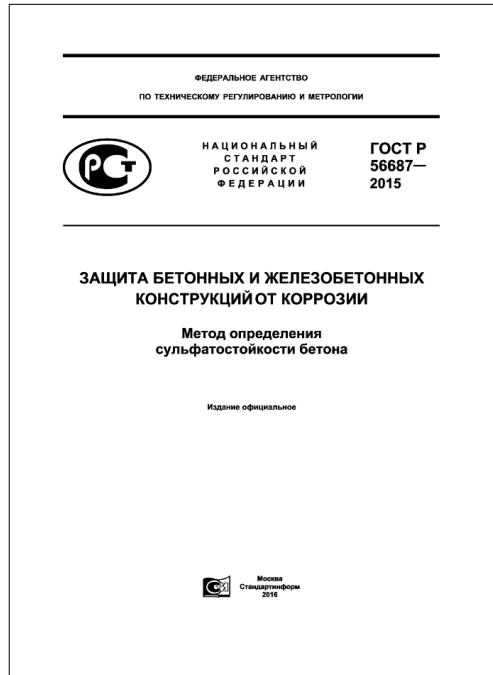 ФЕДЕРАЛЬНОЕ АГЕНТСТВО
ПО ТЕХНИЧЕСКОМУ РЕГУЛИРОВАНИЮ И МЕТРОЛОГИИ
РСТ
НАЦИОНАЛЬНЫЙ
СТАНДАРТ
РОССИЙСКОЙ
ФЕДЕРАЦИИ
ГОСТ Р
56687—
2015
ЗАЩИТА БЕТОННЫХ И ЖЕЛЕЗОБЕТОННЫХ
КОНСТРУКЦИЙ ОТ КОРРОЗИИ
Метод определения
сульфатостойкости бетона
Издание официальное
Москва
Стандартинформ
2016